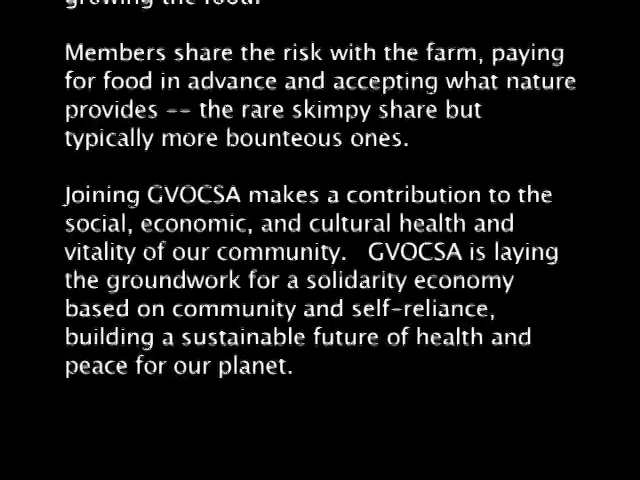 growing the food.
Members share the risk with the farm, paying
for food in advance and accepting what nature
provides -- the rare skimpy share but
typically more bounteous ones.
Joining GVOCSA makes a contribution to the
social, economic, and cultural health and
vitality of our community.   GVOCSA is laying
the groundwork for a solidarity economy
based on community and self-reliance,
building a sustainable future of health and
peace for our planet.